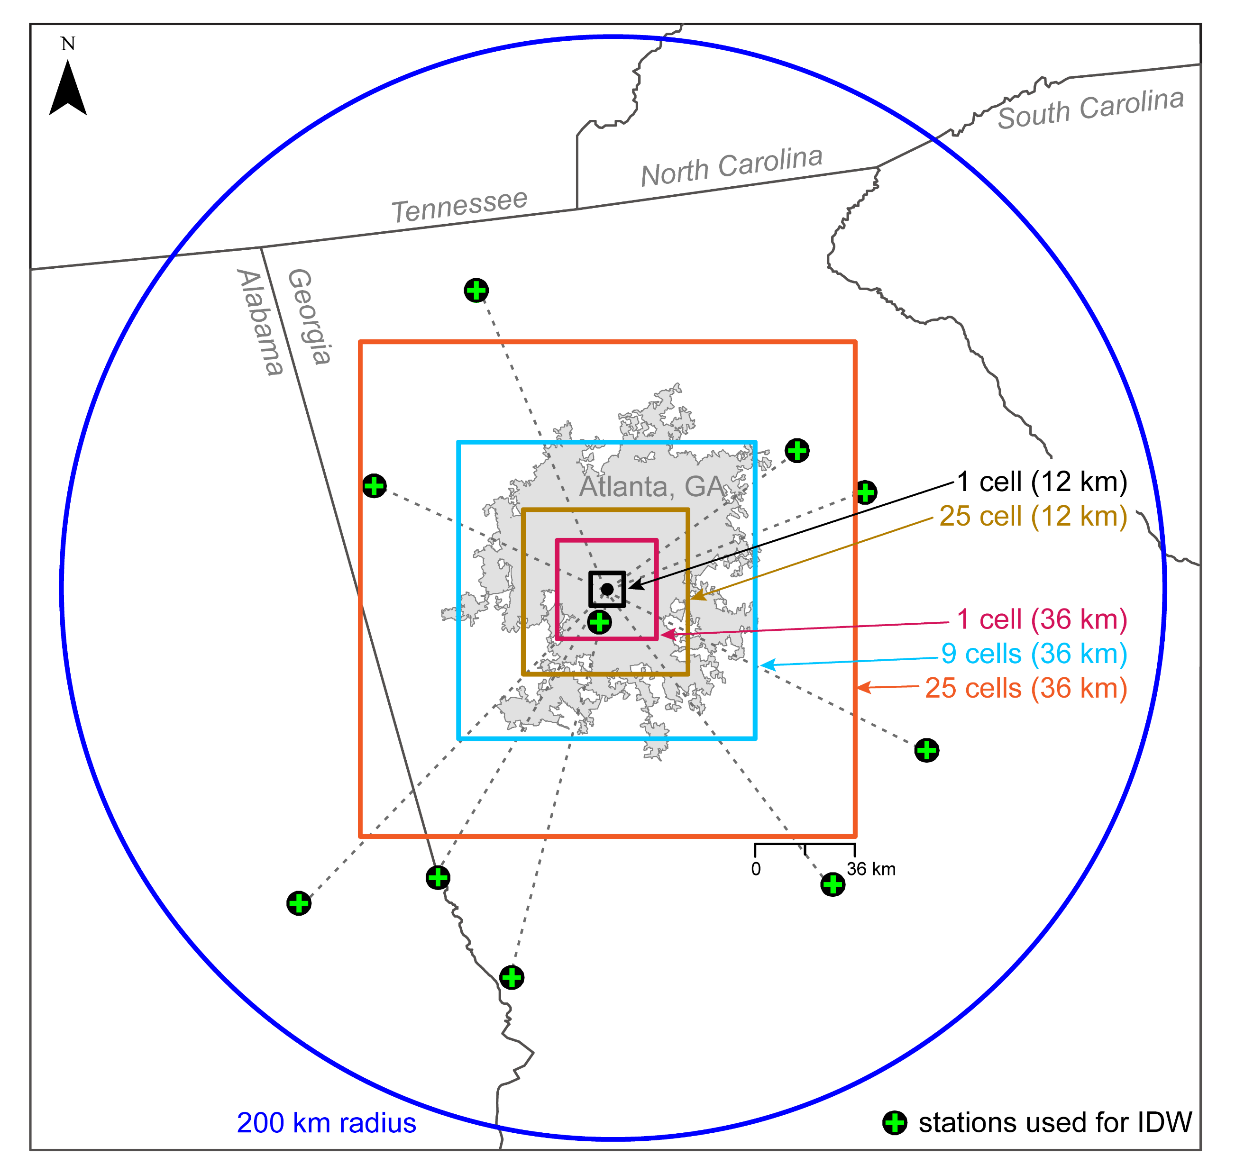 N
South Carolina
North Carolina
Tennessee
Georgia
Alabama
Atlanta, GA
1 cell (12 km)
25 cell (12 km)
1 cell (36 km)
9 cells (36 km)
25 cells (36 km)
0 36 km
200 km radius
stations used for IDW